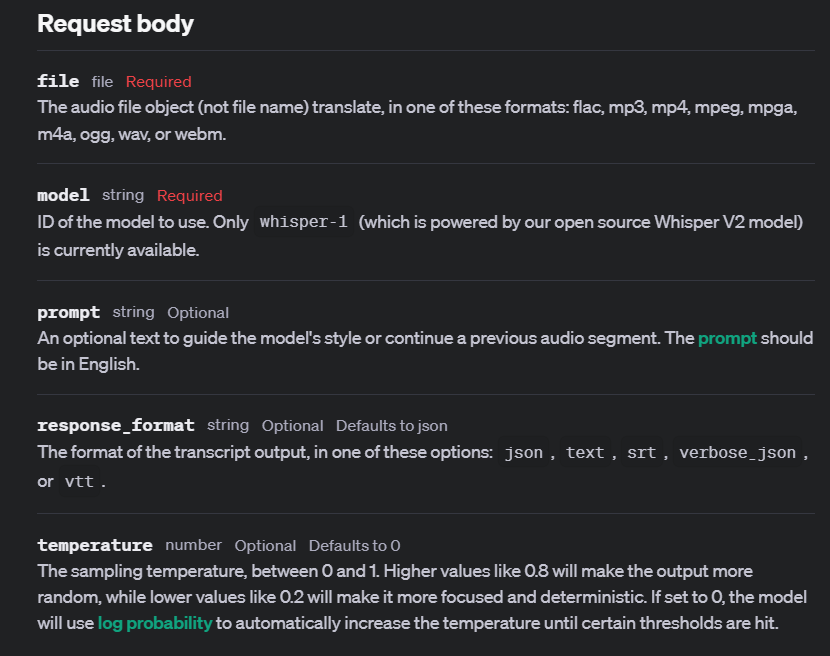 Request body
file file Required
The audio file object (not file name) translate, in one of these formats: flac, mp3, mp4, mpeg, mpga,
m4a, ogg, wav, or webm.
model string Required
ID of the model to use. Only whisper-1 (which is powered by our open source Whisper V2 model)
is currently available.
prompt string Optional
An optional text to guide the model's style or continue a previous audio segment. The prompt should
be in English.
response_format string Optional Defaults to json
The format of the transcript output, in one of these options: json , text , srt , verbose_json ,
or vtt .
temperature number Optional Defaults to 0
The sampling temperature, between 0 and 1. Higher values like 0.8 will make the output more
random, while lower values like 0.2 will make it more focused and deterministic. If set to 0, the model
will use log probability to automatically increase the temperature until certain thresholds are hit.